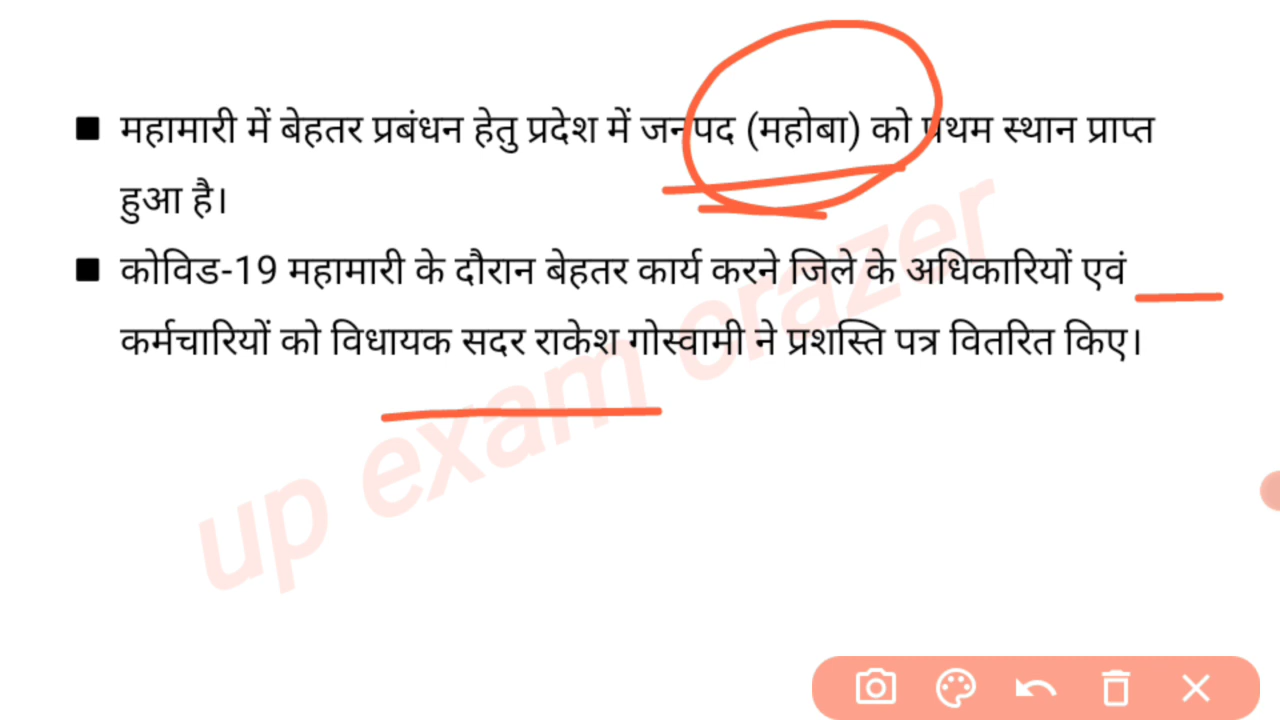 ■ महामारी में बेहतर प्रबंधन हेतु प्रदेश में जनपद (महोबा) को प्रथम स्थान प्राप्त
हुआ है।
■ कोविड-19 महामारी के दौरान बेहतर कार्य करने जिले के अधिकारियों एवं
कर्मचारियों को विधायक सदर राकेश गोस्वामी ने प्रशस्ति पत्र वितरित किए।
up exam crazer